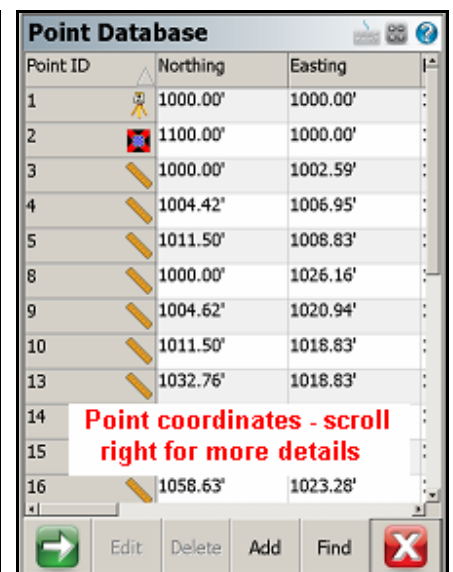 Point Database
Point ID Northing Easting
1 1000.00' 1000.00'
2 1100.00' 1000.00'
3 1000.00' 1002.59'
4 1004.42' 1006.95'
5 1011.50' 1008.83'
8 1000.00' 1026.16'
9 1004.62' 1020.94'
10 1011.50' 1018.83'
13 1032.76' 1018.83'
14 Point coordinates - scroll
15 right for more details
16 1058.63' 1023.28'
Edit Delete Add Find